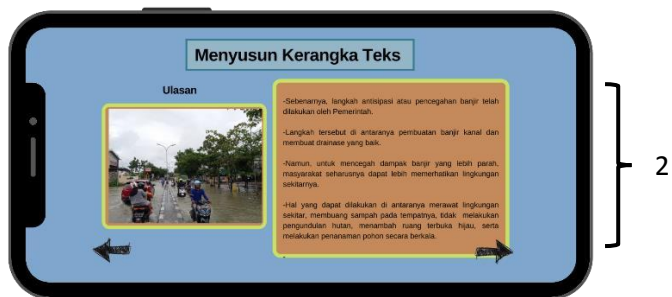 Menyusun Kerangka Teks
Ulasan
-Sebenarnya, langkah antisipasi atau pencegahan banjir telah
dilakukan oleh Pemerintah.
-Langkah tersebut di antaranya pembuatan banjir kanal dan
membuat drainase yang baik.
-Namun, untuk mencegah dampak banjir yang lebih parah,
masyarakat seharusnya dapat lebih memerhatikan lingkungan
sekitarnya.
-Hal yang dapat dilakukan di antaranya merawat lingkungan
sekitar, membuang sampah pada tempatnya, tidak melakukan
pengundulan hutan, menambah ruang terbuka hijau, serta
melakukan penanaman pohon secara berkala.
-
2